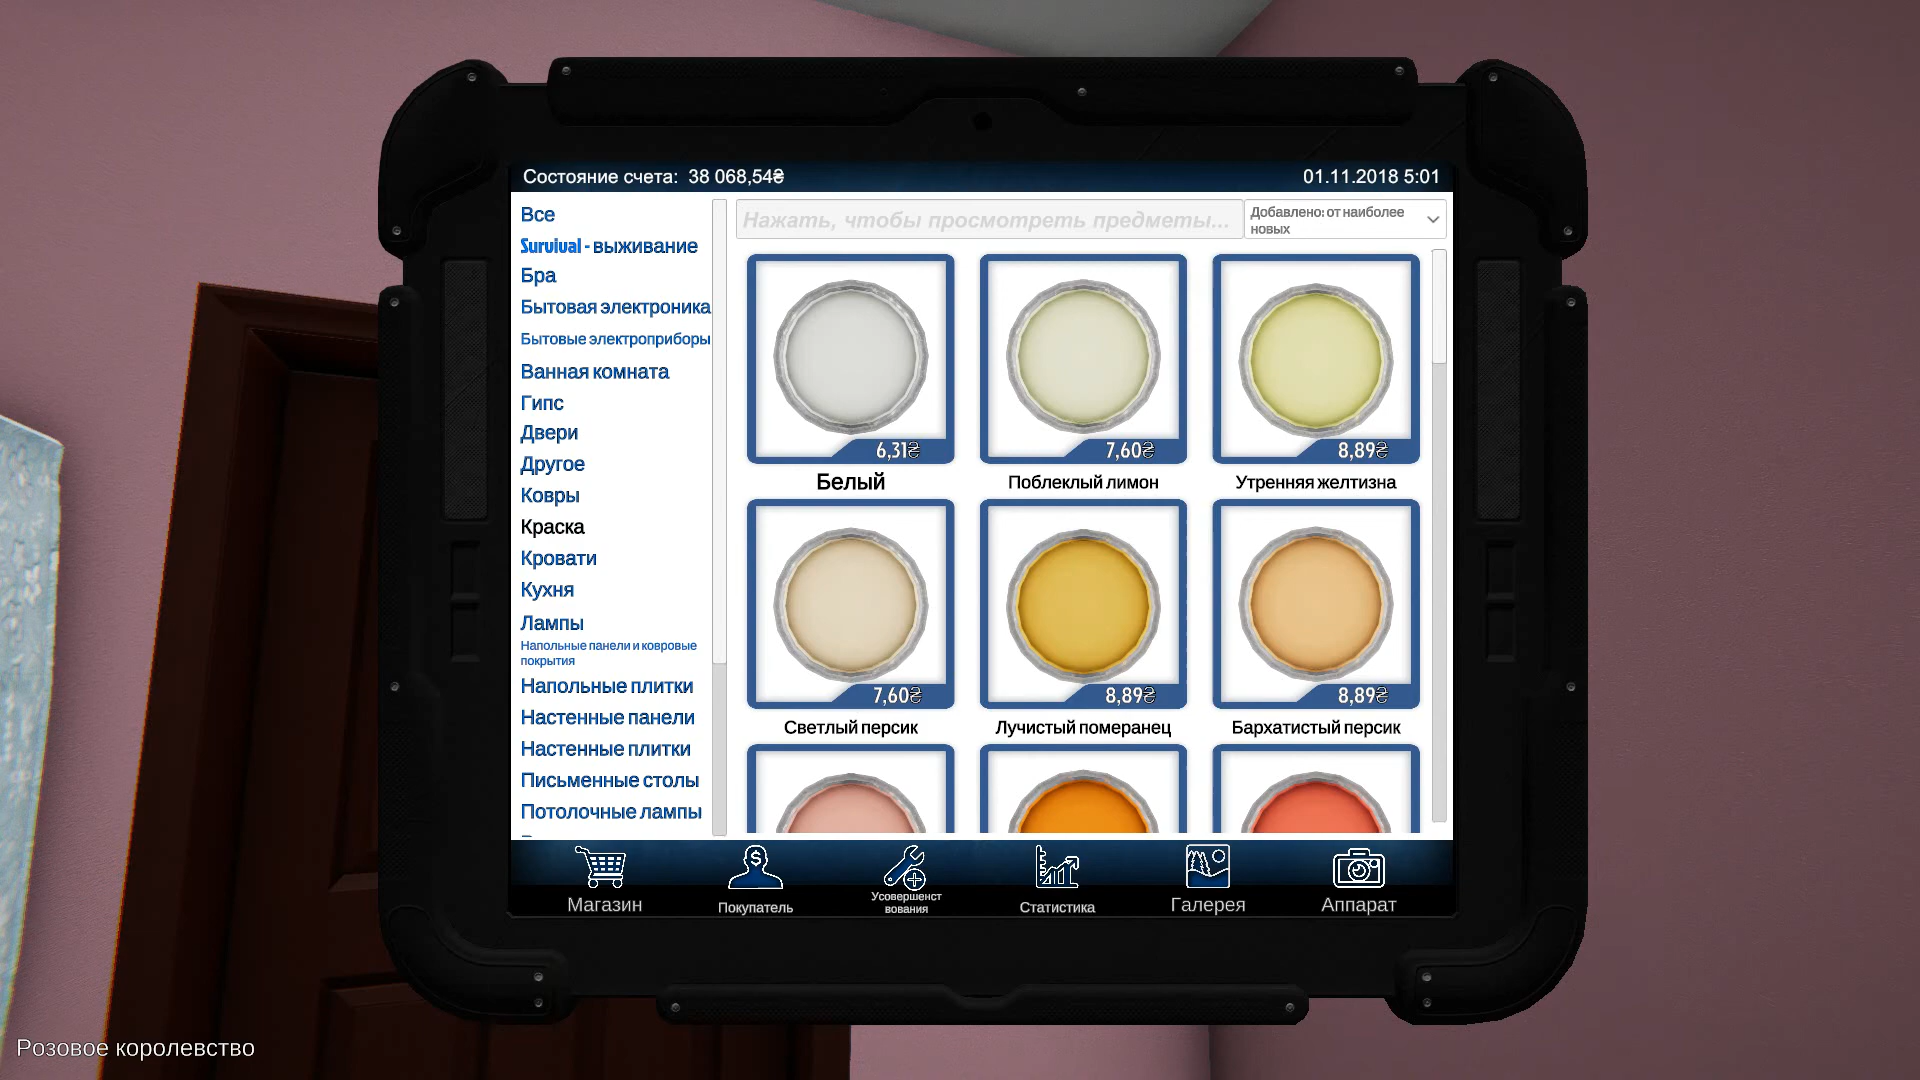 Состояние счета: 38 068,54₴
01.11.2018 5:01
Все
Survival - выживание
Бра
Бытовая электроника
Бытовые электроприборы
Ванная комната
Гипс
Двери
Другое
Ковры
Краска
Кровати
Кухня
Лампы
Напольные панели и ковровые
покрытия
Напольные плитки
Настенные панели
Настенные плитки
Письменные столы
Потолочные лампы
Нажать, чтобы просмотреть предметы...
Добавлено: от наиболее
новых
6,31₴
7,60₴
8,89₴
Белый
Поблеклый лимон
Утренняя желтизна
7,60₴
8,89₴
8,89₴
Светлый персик
Лучистый померанец
Бархатистый персик
Магазин
Покупатель
Усовершенст
вования
Статистика
Галерея
Аппарат
Розовое королевство